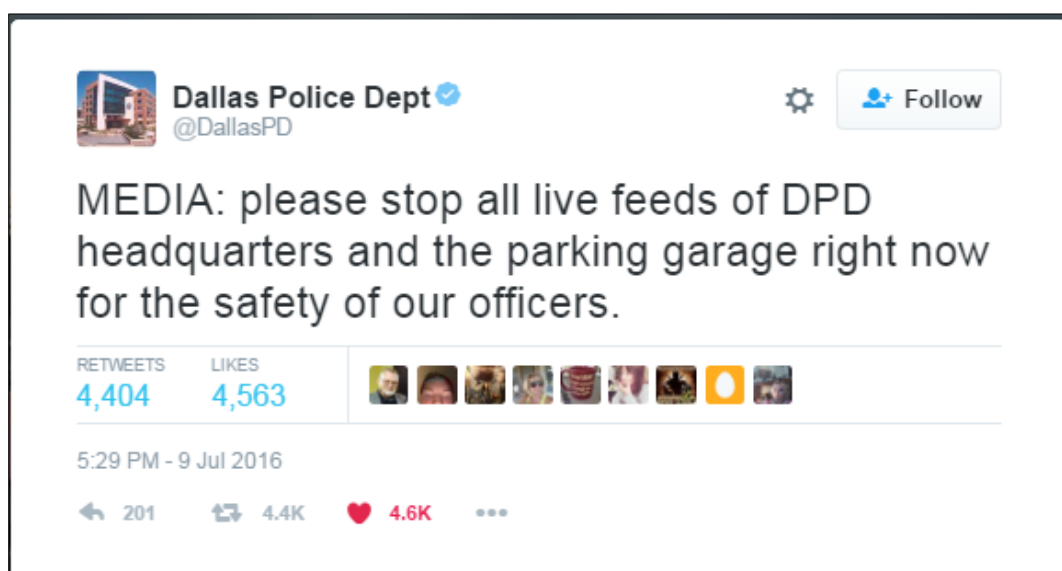 Dallas Police Dept
@DallasPD
Follow
MEDIA: please stop all live feeds of DPD
headquarters and the parking garage right now
for the safety of our officers.
RETWEETS LIKES
4,404 4,563
5:29 PM - 9 Jul 2016
201 4.4K 4.6K